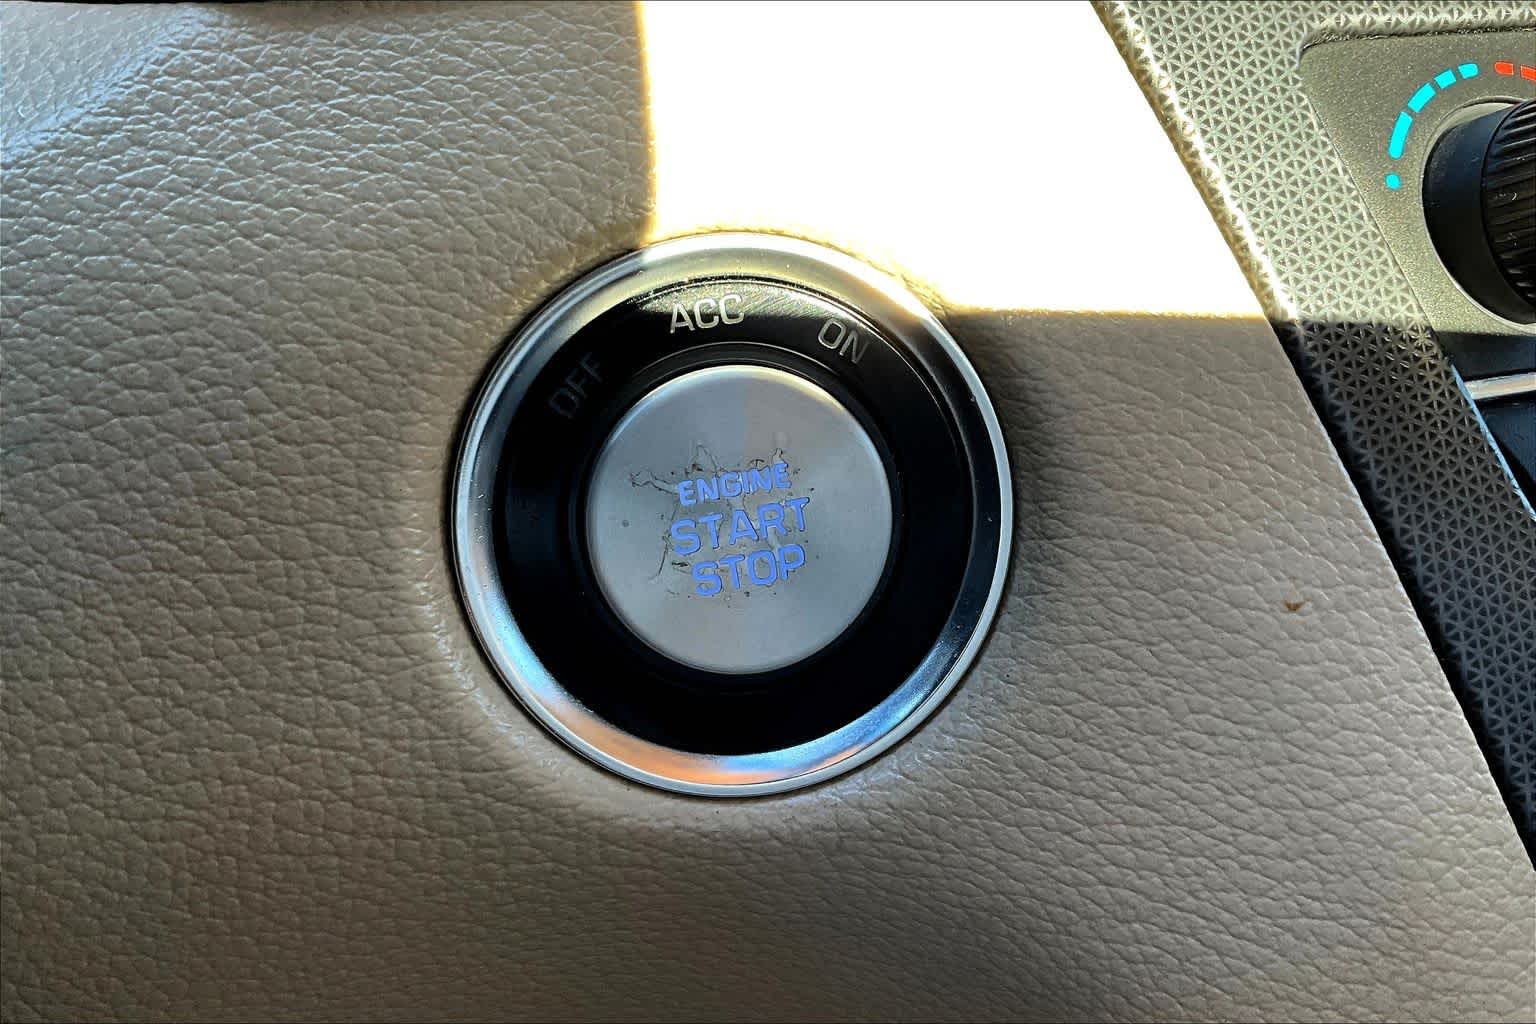 OFF ACC ON
ENGINE
START
STOP